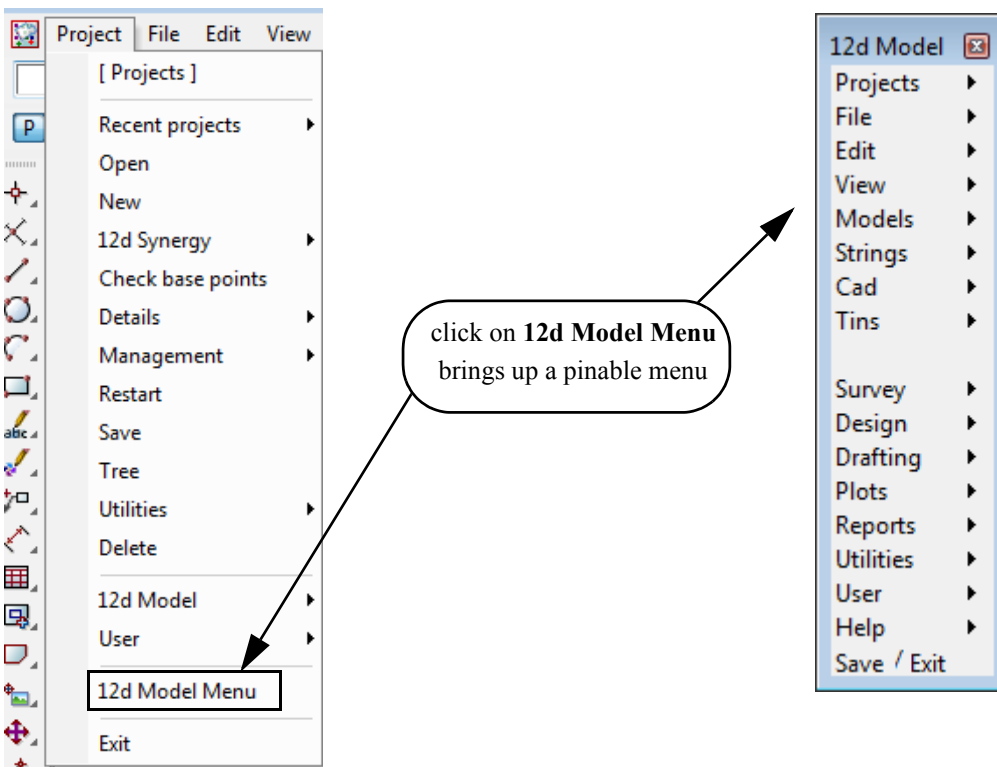 Project File Edit View
[ Projects ]
P
Recent projects
Open
New
12d Synergy
Check base points
Details
Management
Restart
abc
Save
Tree
Utilities
Delete
12d Model
User
12d Model Menu
Exit
click on 12d Model Menu
brings up a pinable menu
12d Model
Projects
File
Edit
View
Models
Strings
Cad
Tins
Survey
Design
Drafting
Plots
Reports
Utilities
User
Help
Save / Exit